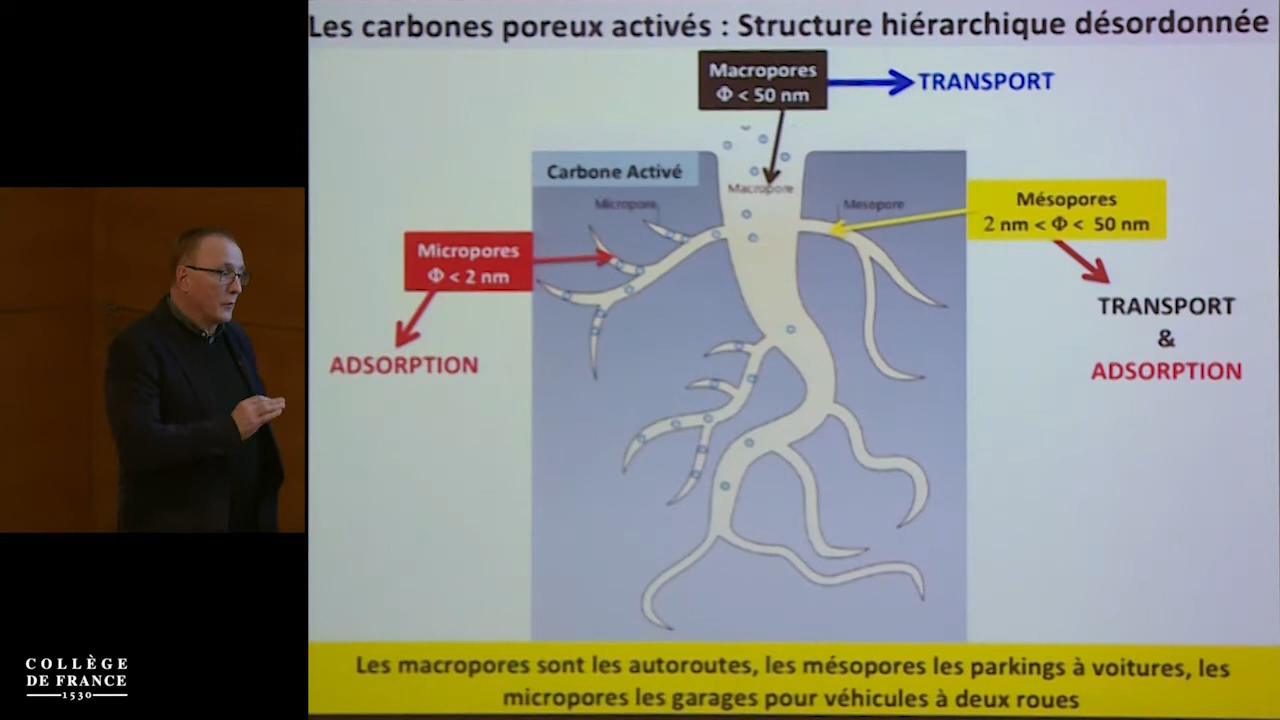 Les carbones poreux activés : Structure hiérarchique désordonnée
Macropores
Φ < 50 nm
TRANSPORT
Carbone Activé
Macropore
Micropore
Mesopore
Mésopores
2 nm < Φ < 50 nm
Micropores
Φ < 2 nm
TRANSPORT
&
ADSORPTION
ADSORPTION
Les macropores sont les autoroutes, les mésopores les parkings à voitures, les
micropores les garages pour véhicules à deux roues
COLLÈGE
DE FRANCE
1530